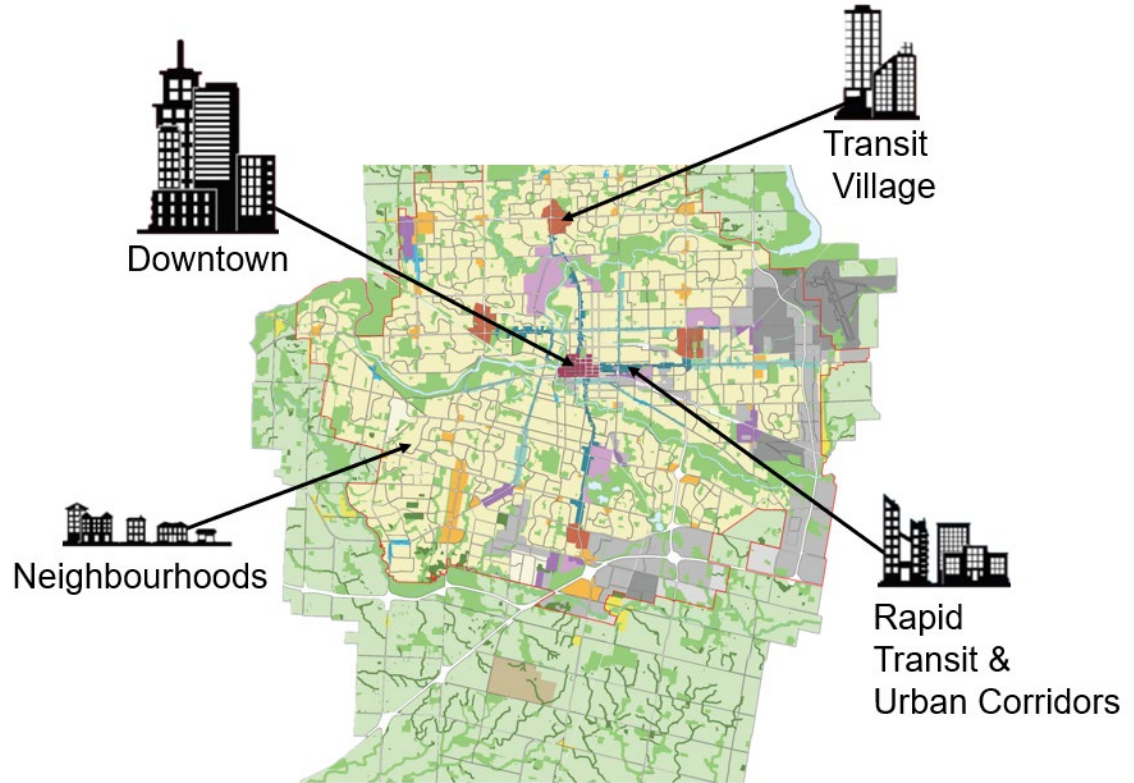 Transit
Village
Downtown
Neighbourhoods
Rapid
Transit &
Urban Corridors